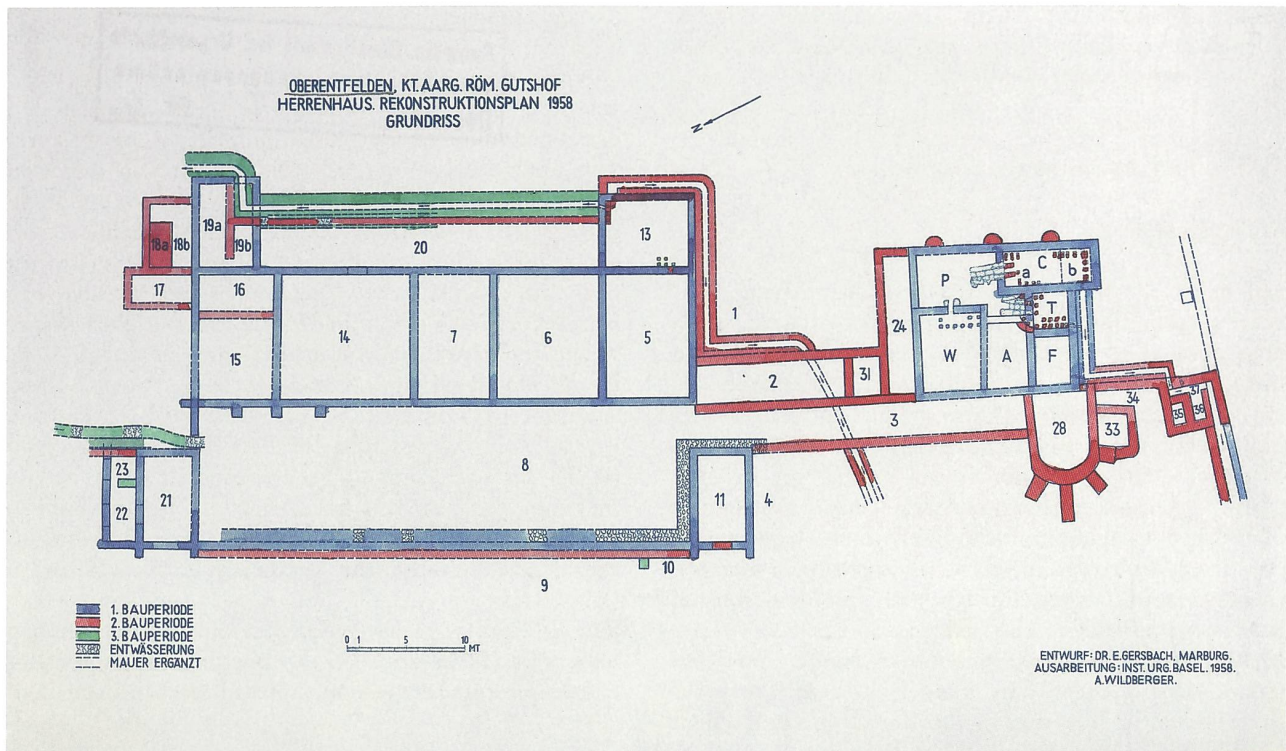 OBERENTFELDEN, KT. AARG. RÖM. GUTSHOF
HERRENHAUS. REKONSTRUKTIONSPLAN 1958
GRUNDRISS
N
19a
18a 18b
19b
20
13
17
16
15
14
7
6
5
1
2
31
24
3
P
C
a
b
T
W
A
F
34
37
35
38
28
33
8
23
22
21
11
4
10
9
1. BAUPERIODE
2. BAUPERIODE
3. BAUPERIODE
ENTWÄSSERUNG
MAUER ERGÄNZT
0 1 5 10
MT
ENTWURF: DR. E. GERSBACH, MARBURG.
AUSARBEITUNG: INST. URG. BASEL. 1958.
A. WILDBERGER.